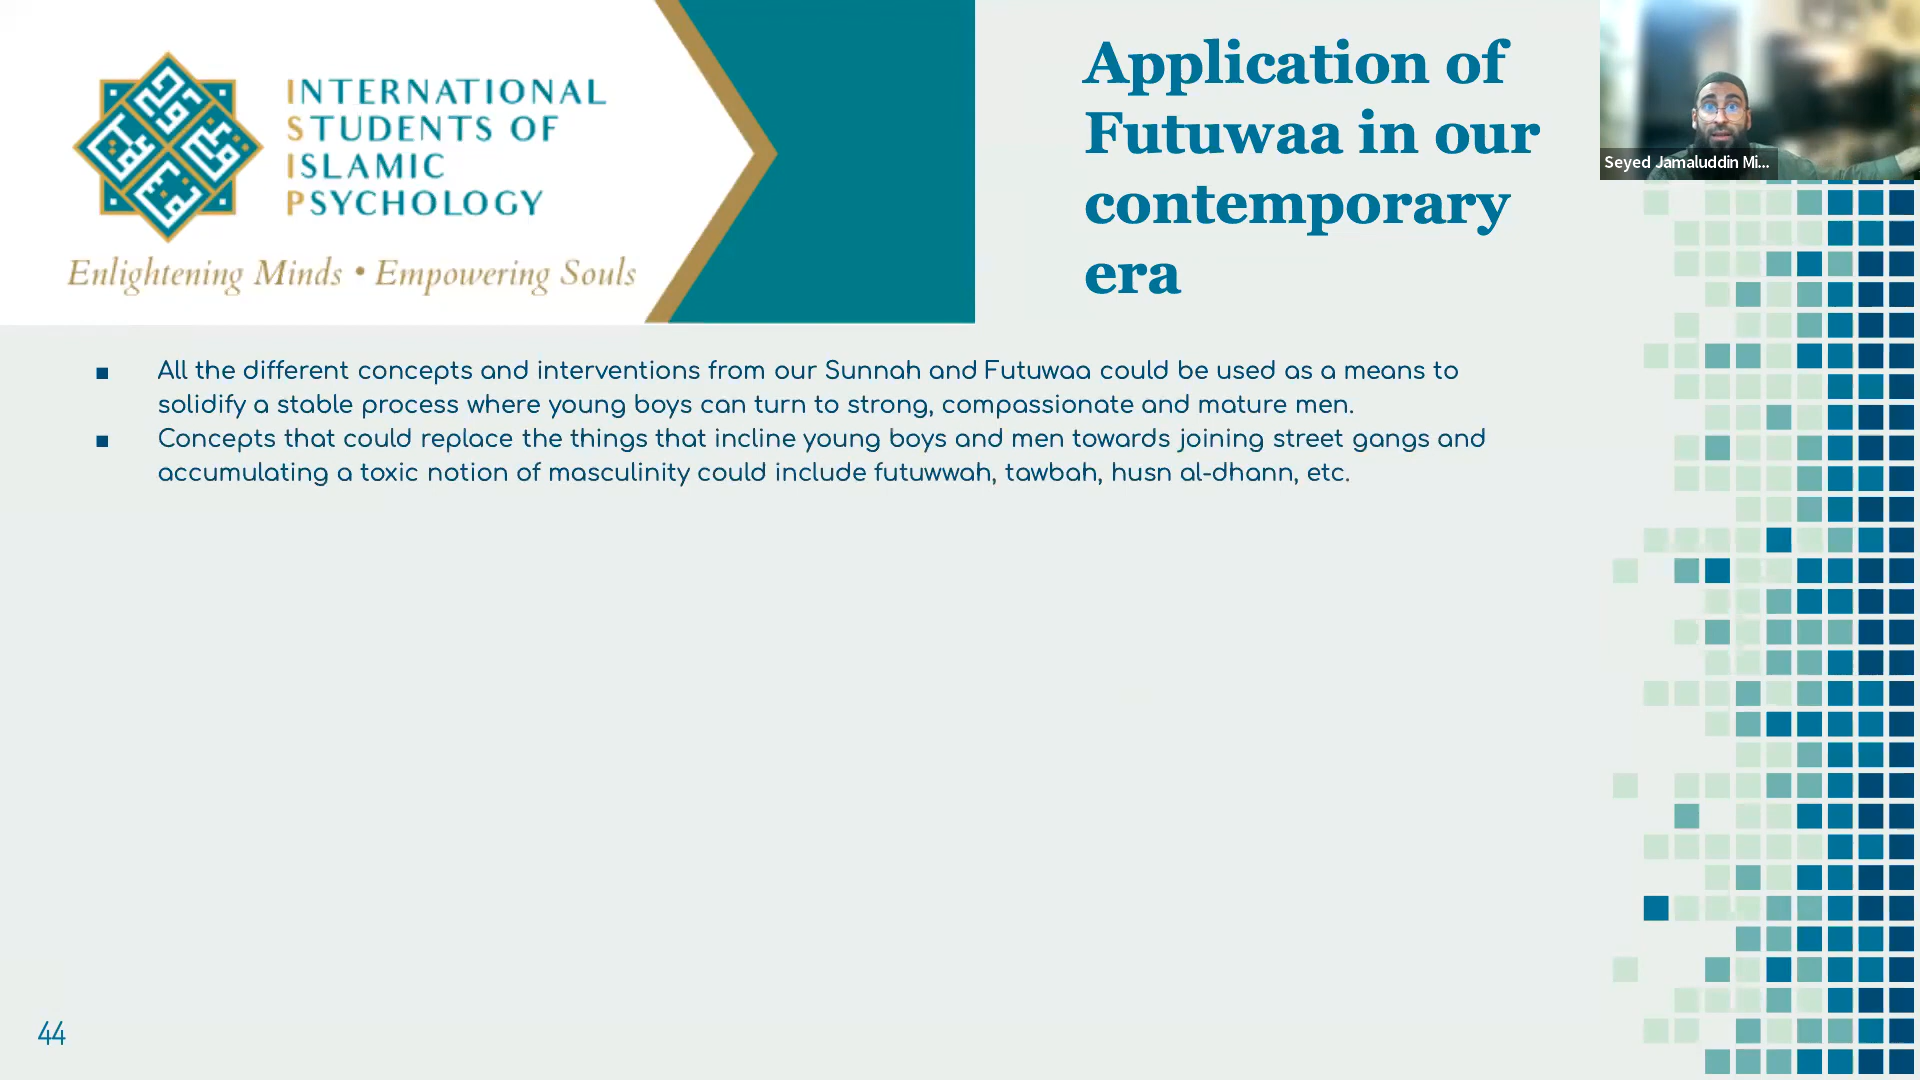 INTERNATIONAL
STUDENTS OF
ISLAMIC
PSYCHOLOGY
Enlightening Minds • Empowering Souls
Application of
Futuwaa in our
contemporary
era
Seyed Jamaluddin Mi...
■ All the different concepts and interventions from our Sunnah and Futuwaa could be used as a means to
solidify a stable process where young boys can turn to strong, compassionate and mature men.
■ Concepts that could replace the things that incline young boys and men towards joining street gangs and
accumulating a toxic notion of masculinity could include futuwwah, tawbah, husn al-dhann, etc.
44